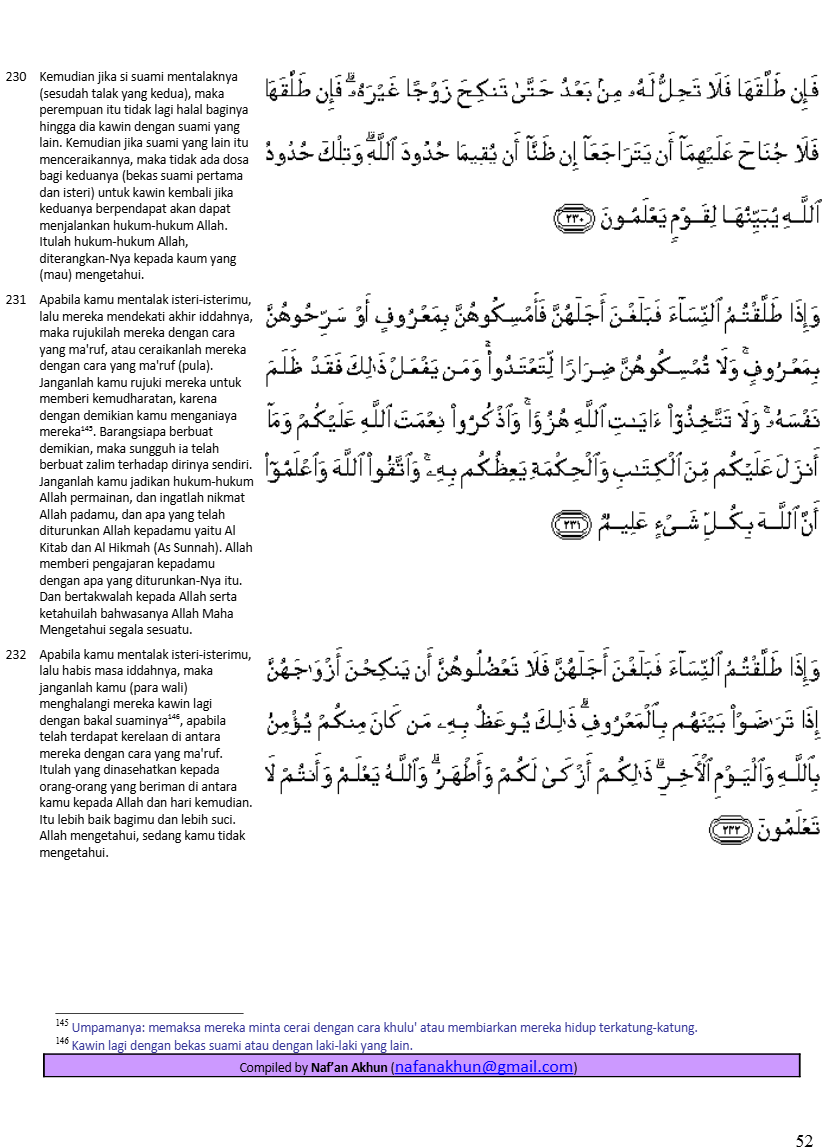 230 Kemudian jika si suami mentalaknya
(sesudah talak yang kedua), maka
perempuan itu tidak lagi halal baginya
hingga dia kawin dengan suami yang
lain. Kemudian jika suami yang lain itu
menceraikannya, maka tidak ada dosa
bagi keduanya (bekas suami pertama
dan isteri) untuk kawin kembali jika
keduanya berpendapat akan dapat
menjalankan hukum-hukum Allah.
Itulah hukum-hukum Allah,
diterangkan-Nya kepada kaum yang
(mau) mengetahui.
فَإِن طَلَّقَهَا فَلَا تَحِلُّ لَهُۥ مِنۢ بَعْدُ حَتَّىٰ تَنكِحَ زَوْجًا غَيْرَهُۥ ۗ فَإِن طَلَّقَهَا
فَلَا جُنَاحَ عَلَيْهِمَآ أَن يَتَرَاجَعَآ إِن ظَنَّآ أَن يُقِيمَا حُدُودَ ٱللَّهِ ۗ وَتِلْكَ حُدُودُ
ٱللَّهِ يُبَيِّنُهَا لِقَوْمٍ يَعْلَمُونَ ٢٣٠
231 Apabila kamu mentalak isteri-isterimu,
lalu mereka mendekati akhir iddahnya,
maka rujukilah mereka dengan cara
yang ma'ruf, atau ceraikanlah mereka
dengan cara yang ma'ruf (pula).
Janganlah kamu rujuki mereka untuk
memberi kemudharatan, karena
dengan demikian kamu menganiaya
mereka¹⁴⁵. Barangsiapa berbuat
demikian, maka sungguh ia telah
berbuat zalim terhadap dirinya sendiri.
Janganlah kamu jadikan hukum-hukum
Allah permainan, dan ingatlah nikmat
Allah padamu, dan apa yang telah
diturunkan Allah kepadamu yaitu Al
Kitab dan Al Hikmah (As Sunnah). Allah
memberi pengajaran kepadamu
dengan apa yang diturunkan-Nya itu.
Dan bertakwalah kepada Allah serta
ketahuilah bahwasanya Allah Maha
Mengetahui segala sesuatu.
وَإِذَا طَلَّقْتُمُ ٱلنِّسَآءَ فَبَلَغْنَ أَجَلَهُنَّ فَأَمْسِكُوهُنَّ بِمَعْرُوفٍ أَوْ سَرِّحُوهُنَّ
بِمَعْرُوفٍ ۚ وَلَا تُمْسِكُوهُنَّ ضِرَارًا لِّتَعْتَدُوا۟ ۚ وَمَن يَفْعَلْ ذَٰلِكَ فَقَدْ ظَلَمَ
نَفْسَهُۥ ۚ وَلَا تَتَّخِذُوٓا۟ ءَايَـٰتِ ٱللَّهِ هُزُوًا ۚ وَٱذْكُرُوا۟ نِعْمَتَ ٱللَّهِ عَلَيْكُمْ وَمَآ
أَنزَلَ عَلَيْكُم مِّنَ ٱلْكِتَـٰبِ وَٱلْحِكْمَةِ يَعِظُكُم بِهِۦ ۚ وَٱتَّقُوا۟ ٱللَّهَ وَٱعْلَمُوٓا۟
أَنَّ ٱللَّهَ بِكُلِّ شَىْءٍ عَلِيمٌ ٢٣١
232 Apabila kamu mentalak isteri-isterimu,
lalu habis masa iddahnya, maka
janganlah kamu (para wali)
menghalangi mereka kawin lagi
dengan bakal suaminya¹⁴⁶, apabila
telah terdapat kerelaan di antara
mereka dengan cara yang ma'ruf.
Itulah yang dinasehatkan kepada
orang-orang yang beriman di antara
kamu kepada Allah dan hari kemudian.
Itu lebih baik bagimu dan lebih suci.
Allah mengetahui, sedang kamu tidak
mengetahui.
وَإِذَا طَلَّقْتُمُ ٱلنِّسَآءَ فَبَلَغْنَ أَجَلَهُنَّ فَلَا تَعْضُلُوهُنَّ أَن يَنكِحْنَ أَزْوَٰجَهُنَّ
إِذَا تَرَٰضَوْا۟ بَيْنَهُم بِٱلْمَعْرُوفِ ۗ ذَٰلِكَ يُوعَظُ بِهِۦ مَن كَانَ مِنكُمْ يُؤْمِنُ
بِٱللَّهِ وَٱلْيَوْمِ ٱلْـَٔاخِرِ ۗ ذَٰلِكُمْ أَزْكَىٰ لَكُمْ وَأَطْهَرُ ۗ وَٱللَّهُ يَعْلَمُ وَأَنتُمْ لَا
تَعْلَمُونَ ٢٣٢
¹⁴⁵ Umpamanya: memaksa mereka minta cerai dengan cara khulu' atau membiarkan mereka hidup terkatung-katung.
¹⁴⁶ Kawin lagi dengan bekas suami atau dengan laki-laki yang lain.
Compiled by Naf'an Akhun (nafanakhun@gmail.com)
52